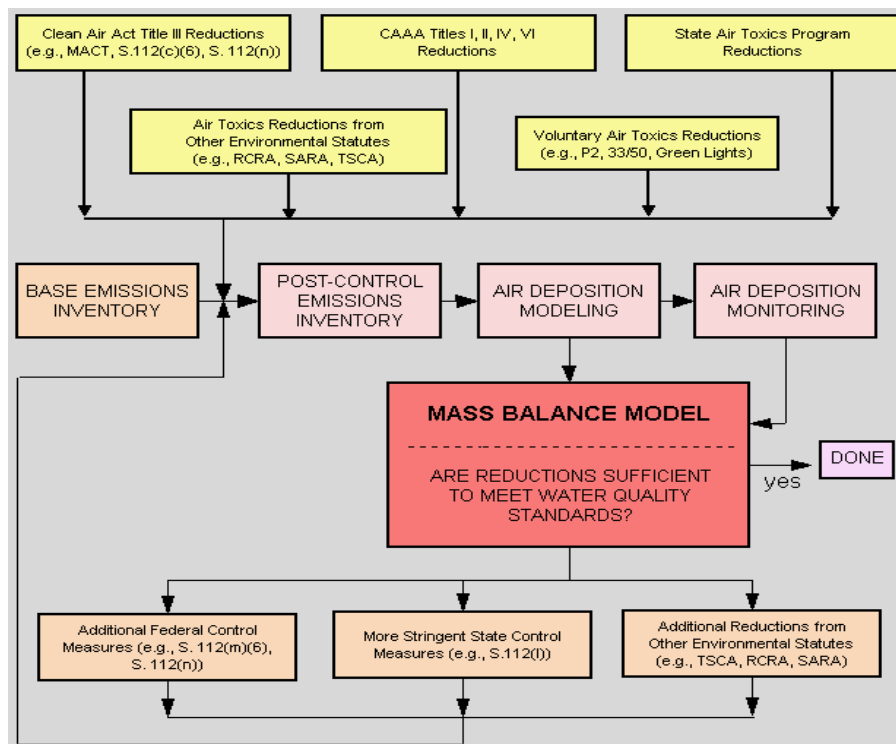 Clean Air Act Title III Reductions
(e.g., MACT, S.112(c)(6), S. 112(n))
CAAA Titles I, II, IV, VI
Reductions
State Air Toxics Program
Reductions
Air Toxics Reductions from
Other Environmental Statutes
(e.g., RCRA, SARA, TSCA)
Voluntary Air Toxics Reductions
(e.g., P2, 33/50, Green Lights)
BASE EMISSIONS
INVENTORY
POST-CONTROL
EMISSIONS
INVENTORY
AIR DEPOSITION
MODELING
AIR DEPOSITION
MONITORING
MASS BALANCE MODEL
ARE REDUCTIONS SUFFICIENT
TO MEET WATER QUALITY
STANDARDS?
yes
DONE
Additional Federal Control
Measures (e.g., S. 112(m)(6),
S. 112(n))
More Stringent State Control
Measures (e.g., S.112(l))
Additional Reductions from
Other Environmental Statutes
(e.g., TSCA, RCRA, SARA)